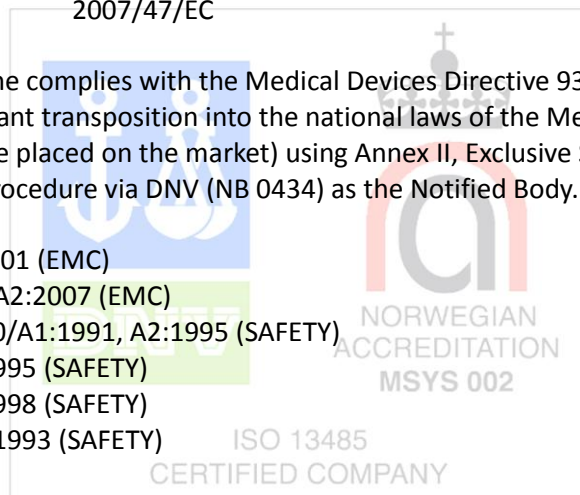 2007/47/EC
ne complies with the Medical Devices Directive 93
ant transposition into the national laws of the Me
e placed on the market) using Annex II, Exclusive S
rocedure via DNV (NB 0434) as the Notified Body.
01 (EMC)
A2:2007 (EMC)
0/A1:1991, A2:1995 (SAFETY)
995 (SAFETY)
998 (SAFETY)
1993 (SAFETY)
DNV
NORWEGIAN
ACCREDITATION
MSYS 002
ISO 13485
CERTIFIED COMPANY